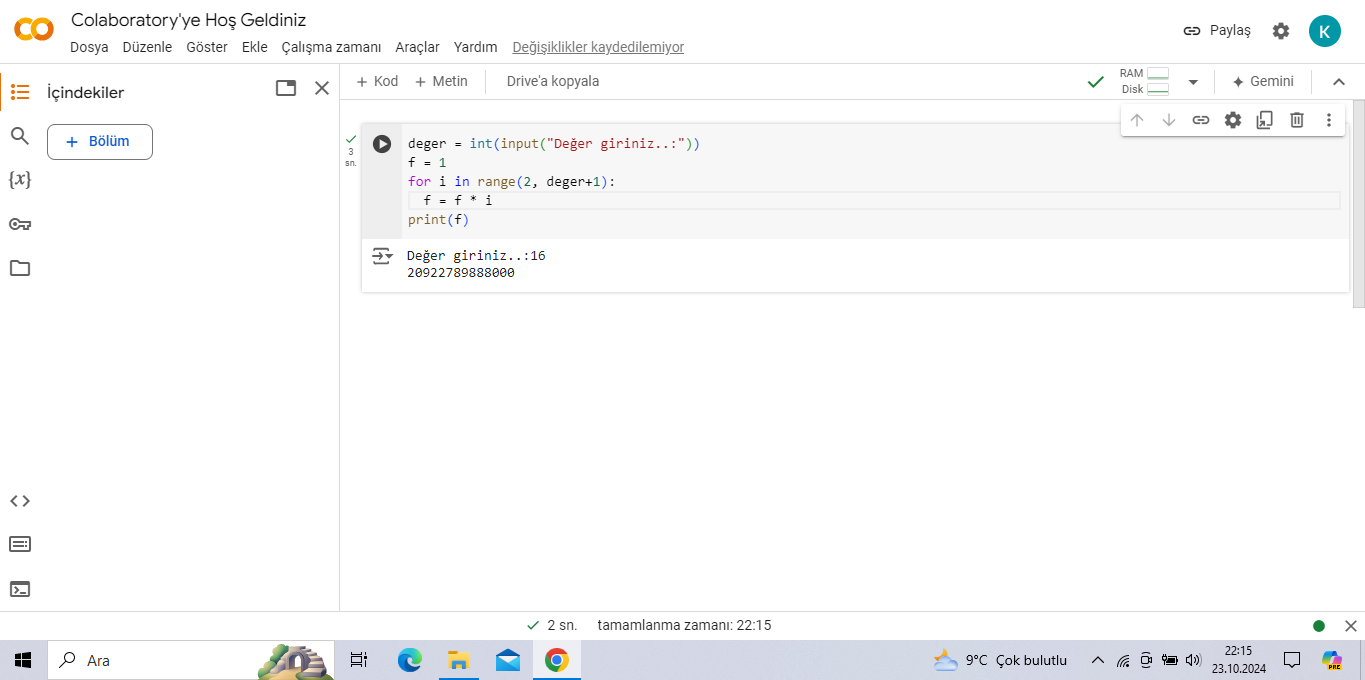 Colaboratory'ye Hoş Geldiniz
Dosya Düzenle Göster Ekle Çalışma zamanı Araçlar Yardım Değişiklikler kaydedilemiyor
Paylaş
K
İçindekiler
+ Bölüm
{x}
+ Kod + Metin Drive'a kopyala
RAM
Disk
Gemini
3
sn.
deger = int(input("Değer giriniz..:"))
f = 1
for i in range(2, deger+1):
f = f * i
print(f)
Değer giriniz..:16
20922789888000
2 sn. tamamlanma zamanı: 22:15
Ara
9°C Çok bulutlu
22:15
23.10.2024
PRE